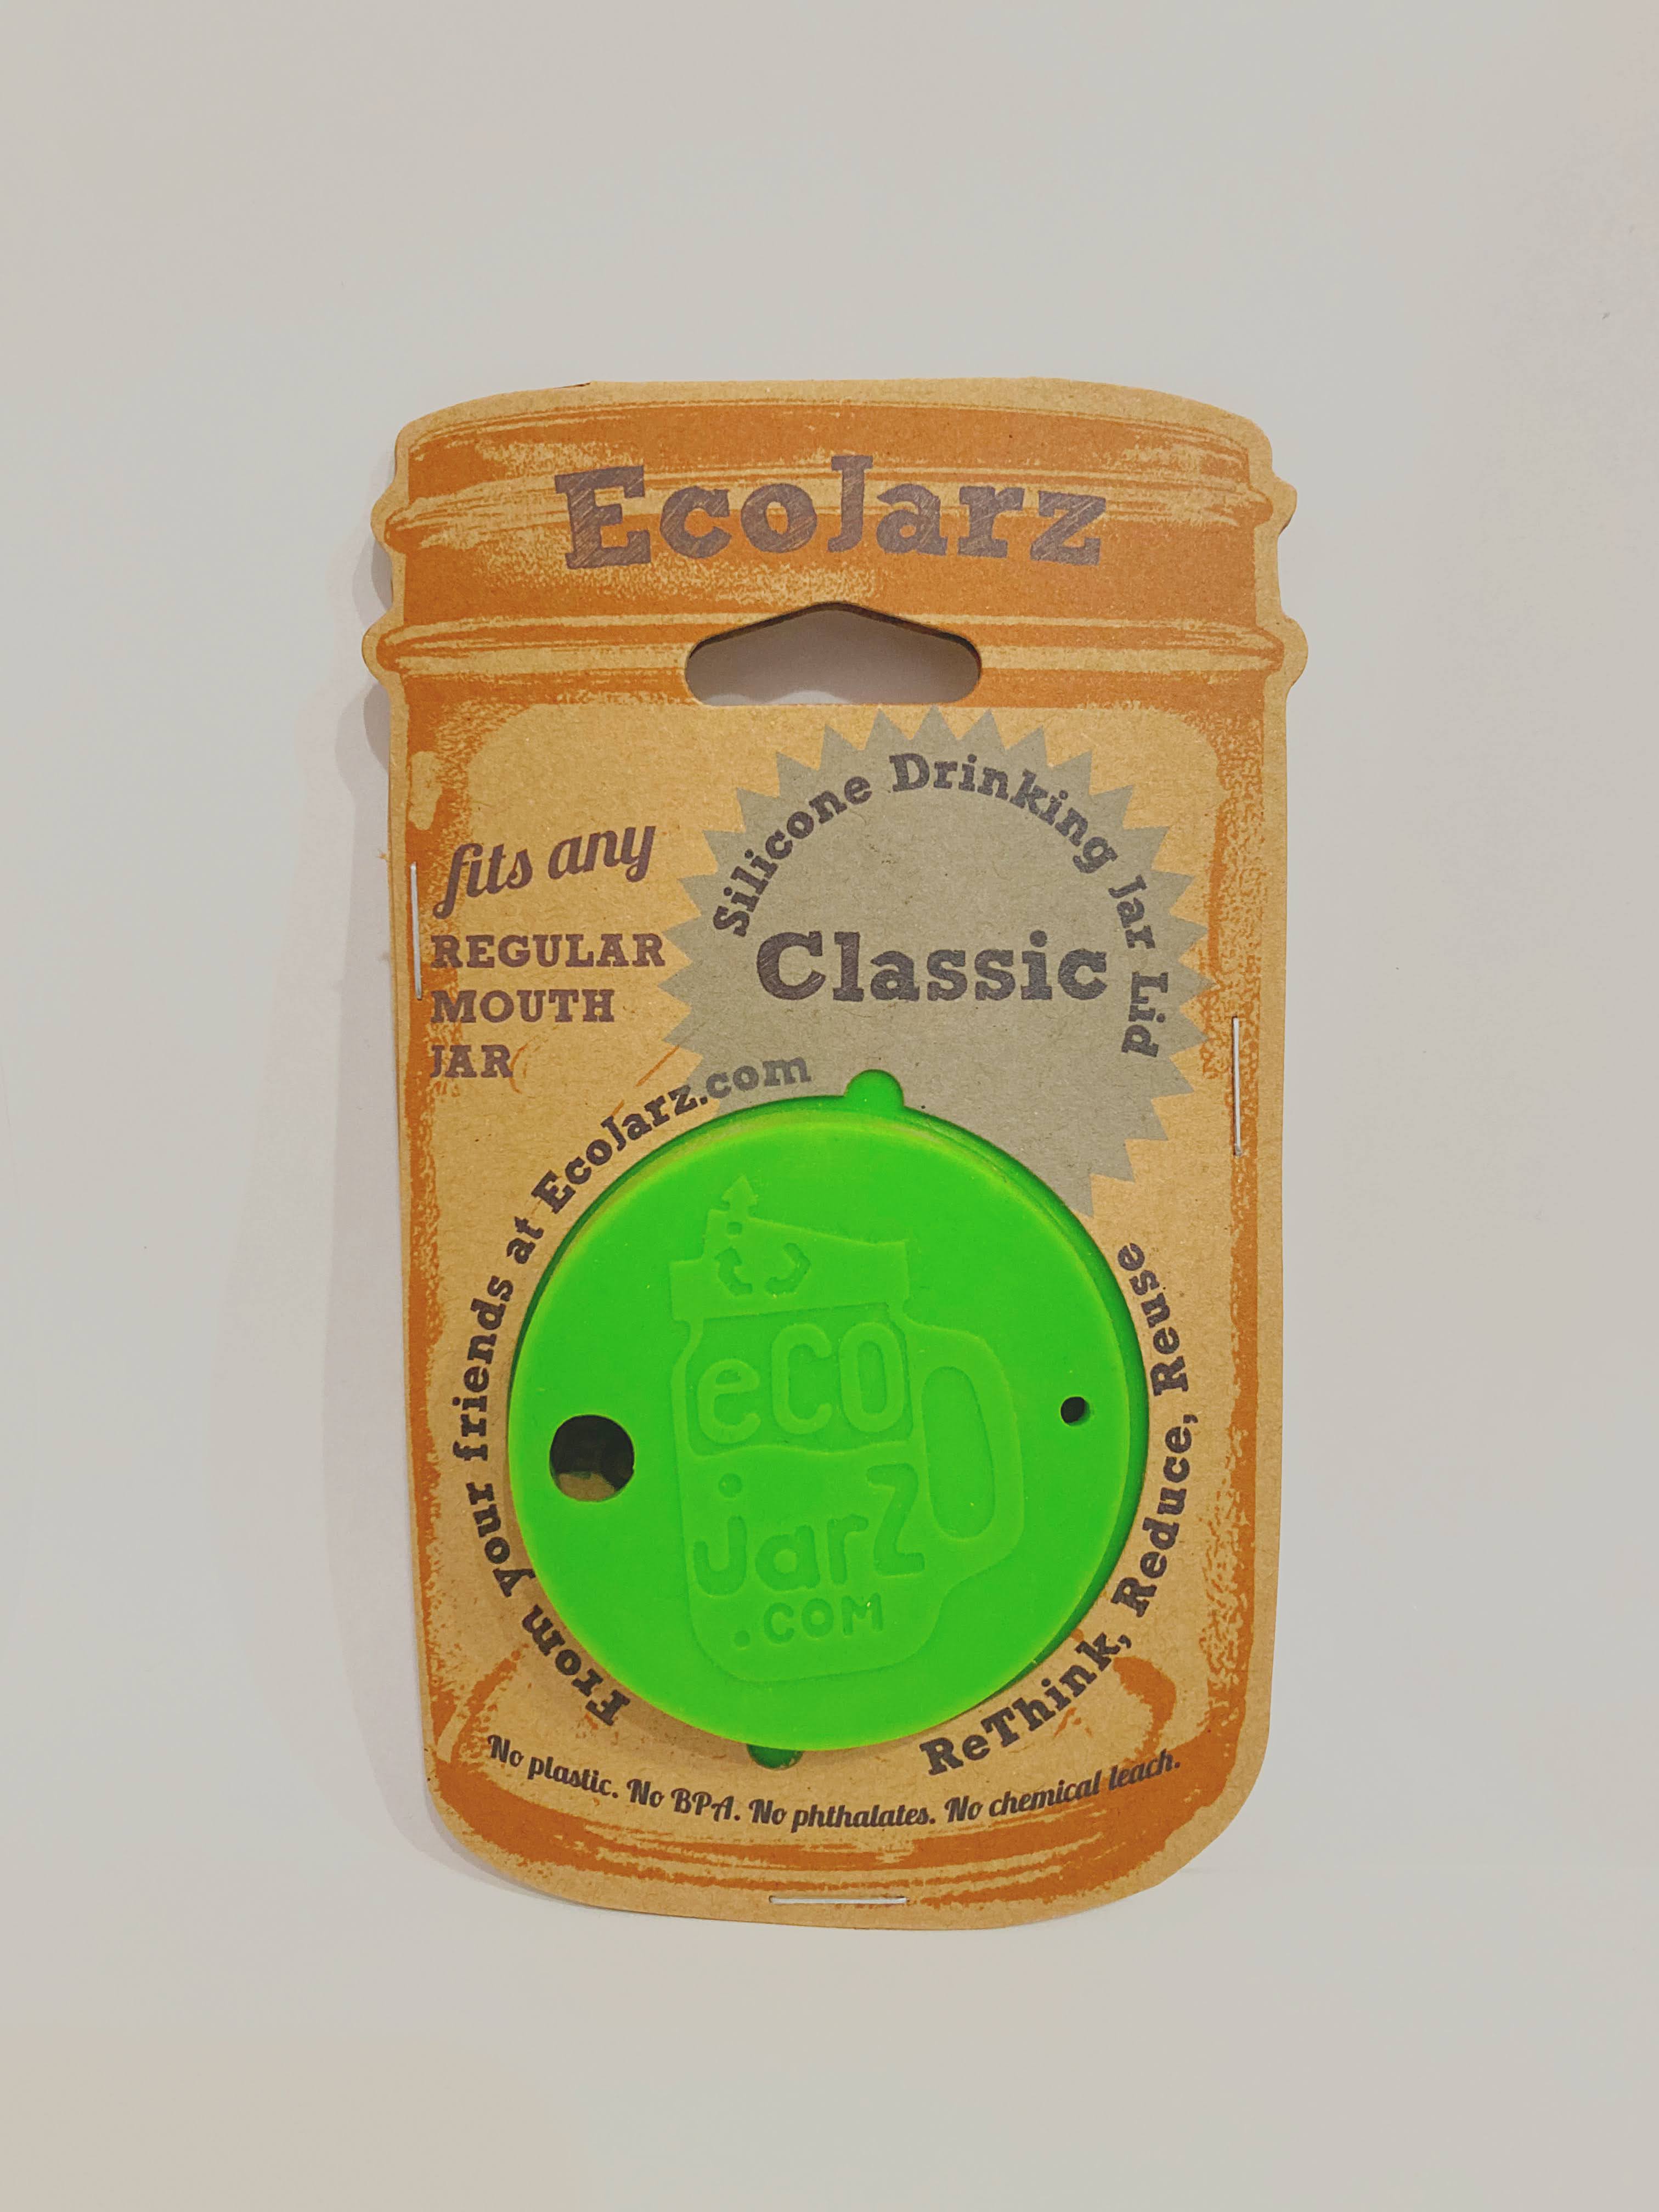 EcoJarz
Silicone Drinking Jar Lid
Classic
fits any
REGULAR
MOUTH
JAR
From your friends at EcoJarz.com
eco
jarz
.COM
ReThink, Reduce, Reuse
No plastic. No BPA. No phthalates. No chemical leach.